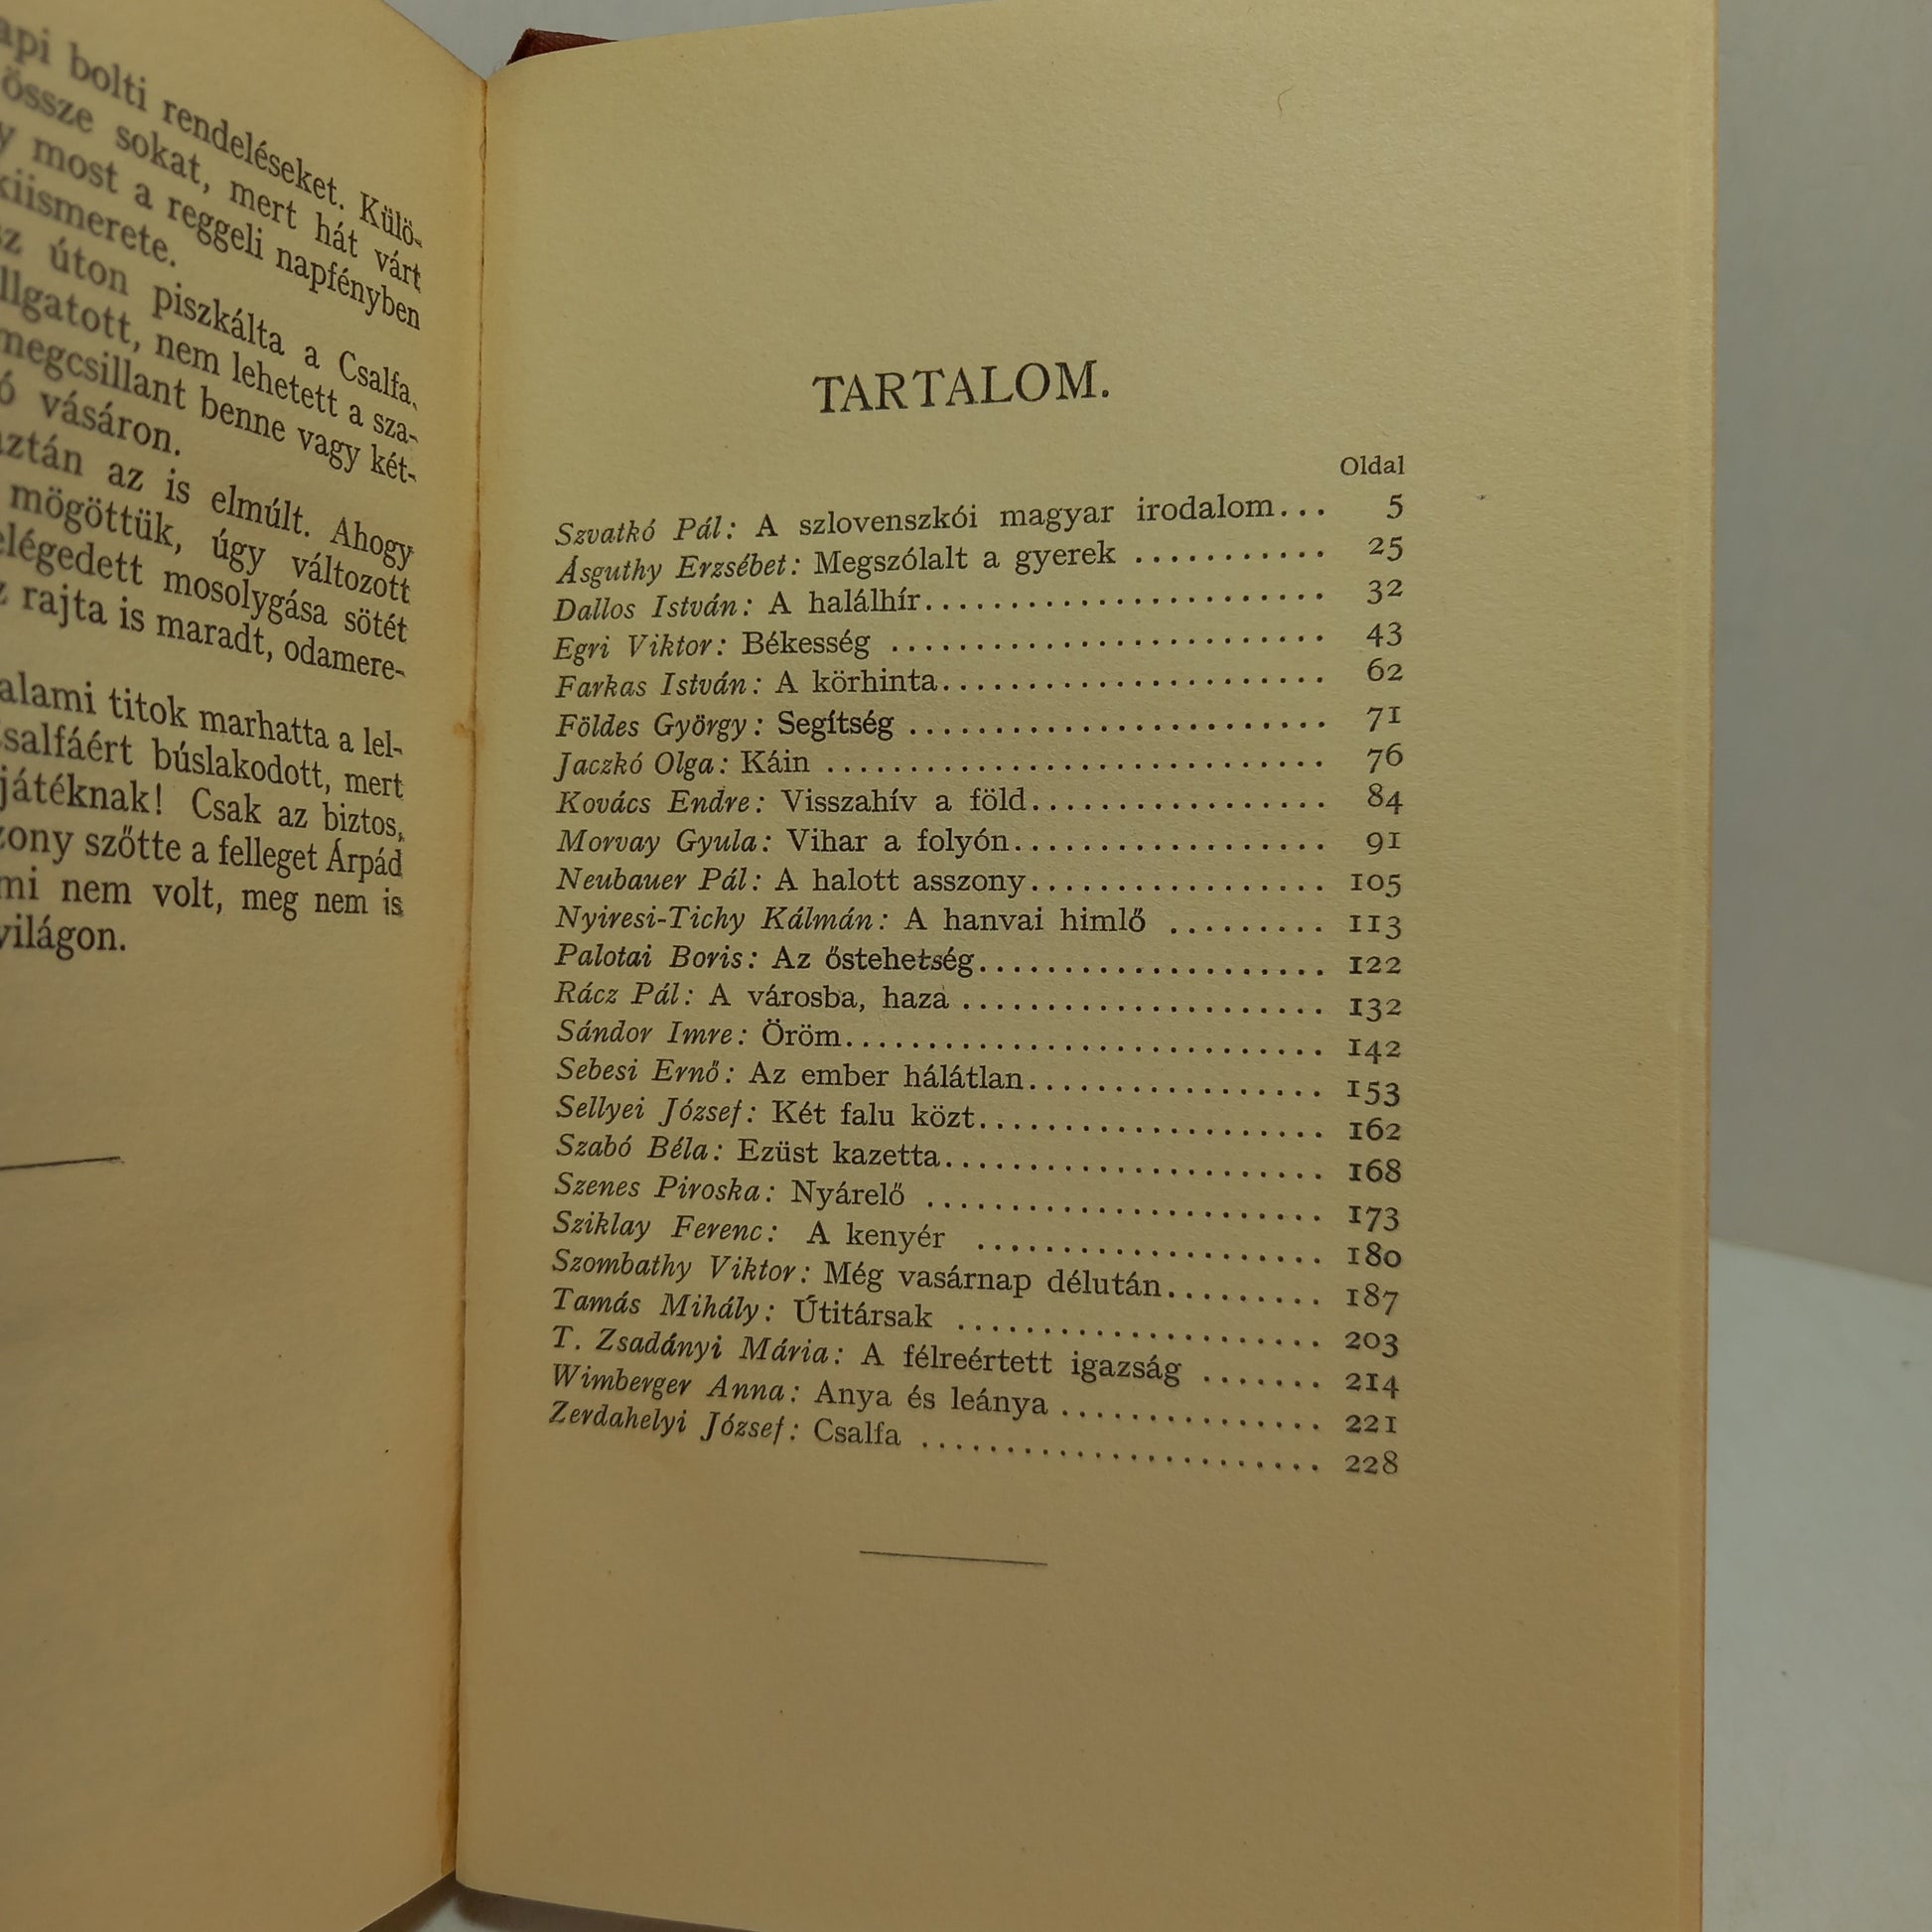 api bolti rendeléseket. Külö-
össze sokat, mert hát várt
y most a reggeli napfényben
kiismerete.
sz úton piszkálta a Csalfa.
llgatott, nem lehetett a sza-
megcsillant benne vagy két-
ó vásáron.
aztán az is elmúlt. Ahogy
mögöttük, úgy változott
elégedett mosolygása sötét
z rajta is maradt, odamere-
alami titok marhatta a lel-
Csalfáért búslakodott, mert
játéknak! Csak az biztos,
zony szőtte a felleget Árpád
mi nem volt, meg nem is
világon.
TARTALOM.
Oldal
Szvatkó Pál: A szlovenszkói magyar irodalom... 5
Ásguthy Erzsébet: Megszólalt a gyerek ........... 25
Dallos István: A halálhír........................ 32
Egri Viktor: Békesség .......................... 43
Farkas István: A körhinta....................... 62
Földes György: Segítség ......................... 71
Jaczkó Olga: Káin .............................. 76
Kovács Endre: Visszahív a föld.................. 84
Morvay Gyula: Vihar a folyón................... 91
Neubauer Pál: A halott asszony.................. 105
Nyiresi-Tichy Kálmán: A hanvai himlő ......... 113
Palotai Boris: Az őstehetség..................... 122
Rácz Pál: A városba, haza ...................... 132
Sándor Imre: Öröm............................. 142
Sebesi Ernő: Az ember hálátlan.................. 153
Sellyei József: Két falu közt..................... 162
Szabó Béla: Ezüst kazetta....................... 168
Szenes Piroska: Nyárelő ........................ 173
Sziklay Ferenc: A kenyér ..................... 180
Szombathy Viktor: Még vasárnap délután......... 187
Tamás Mihály: Útitársak ...................... 203
T. Zsadányi Mária: A félreértett igazság ....... 214
Wimberger Anna: Anya és leánya ................ 221
Zerdahelyi József: Csalfa ........................ 228